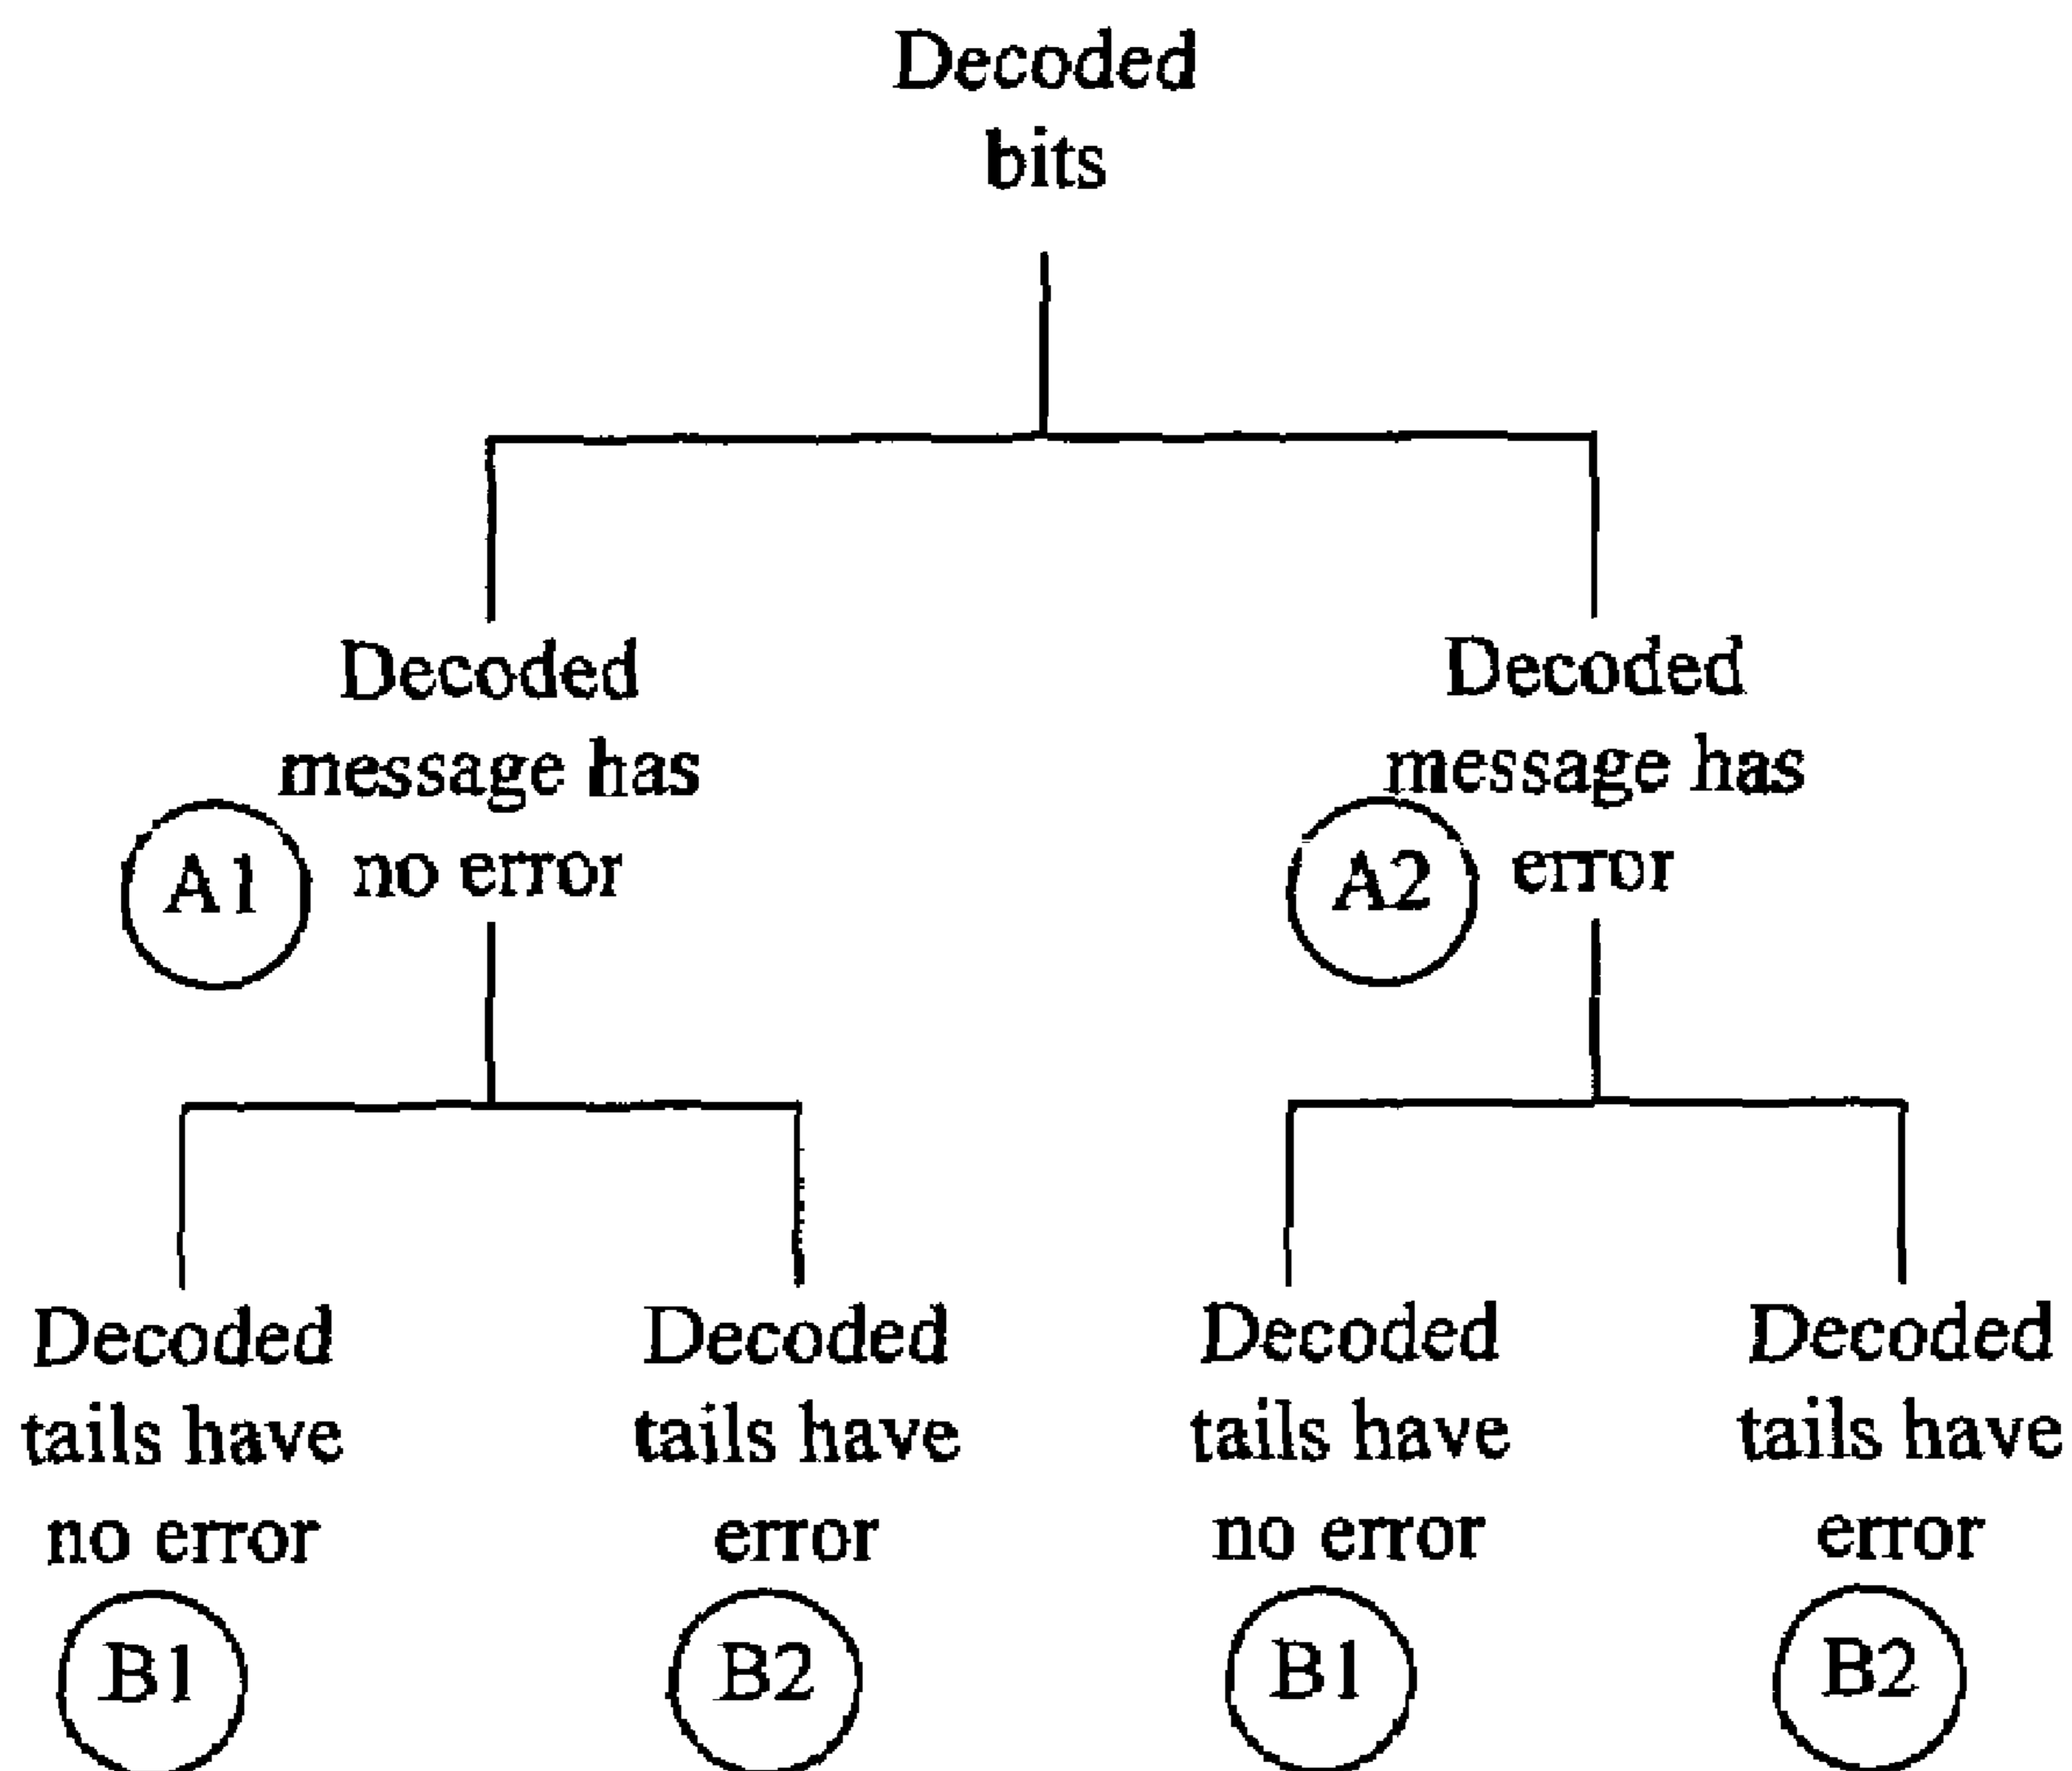 Decoded
bits
Decoded
message has
no error
A1
Decoded
message has
error
A2
Decoded
tails have
no error
B1
Decoded
tails have
error
B2
Decoded
tails have
no error
B1
Decoded
tails have
error
B2